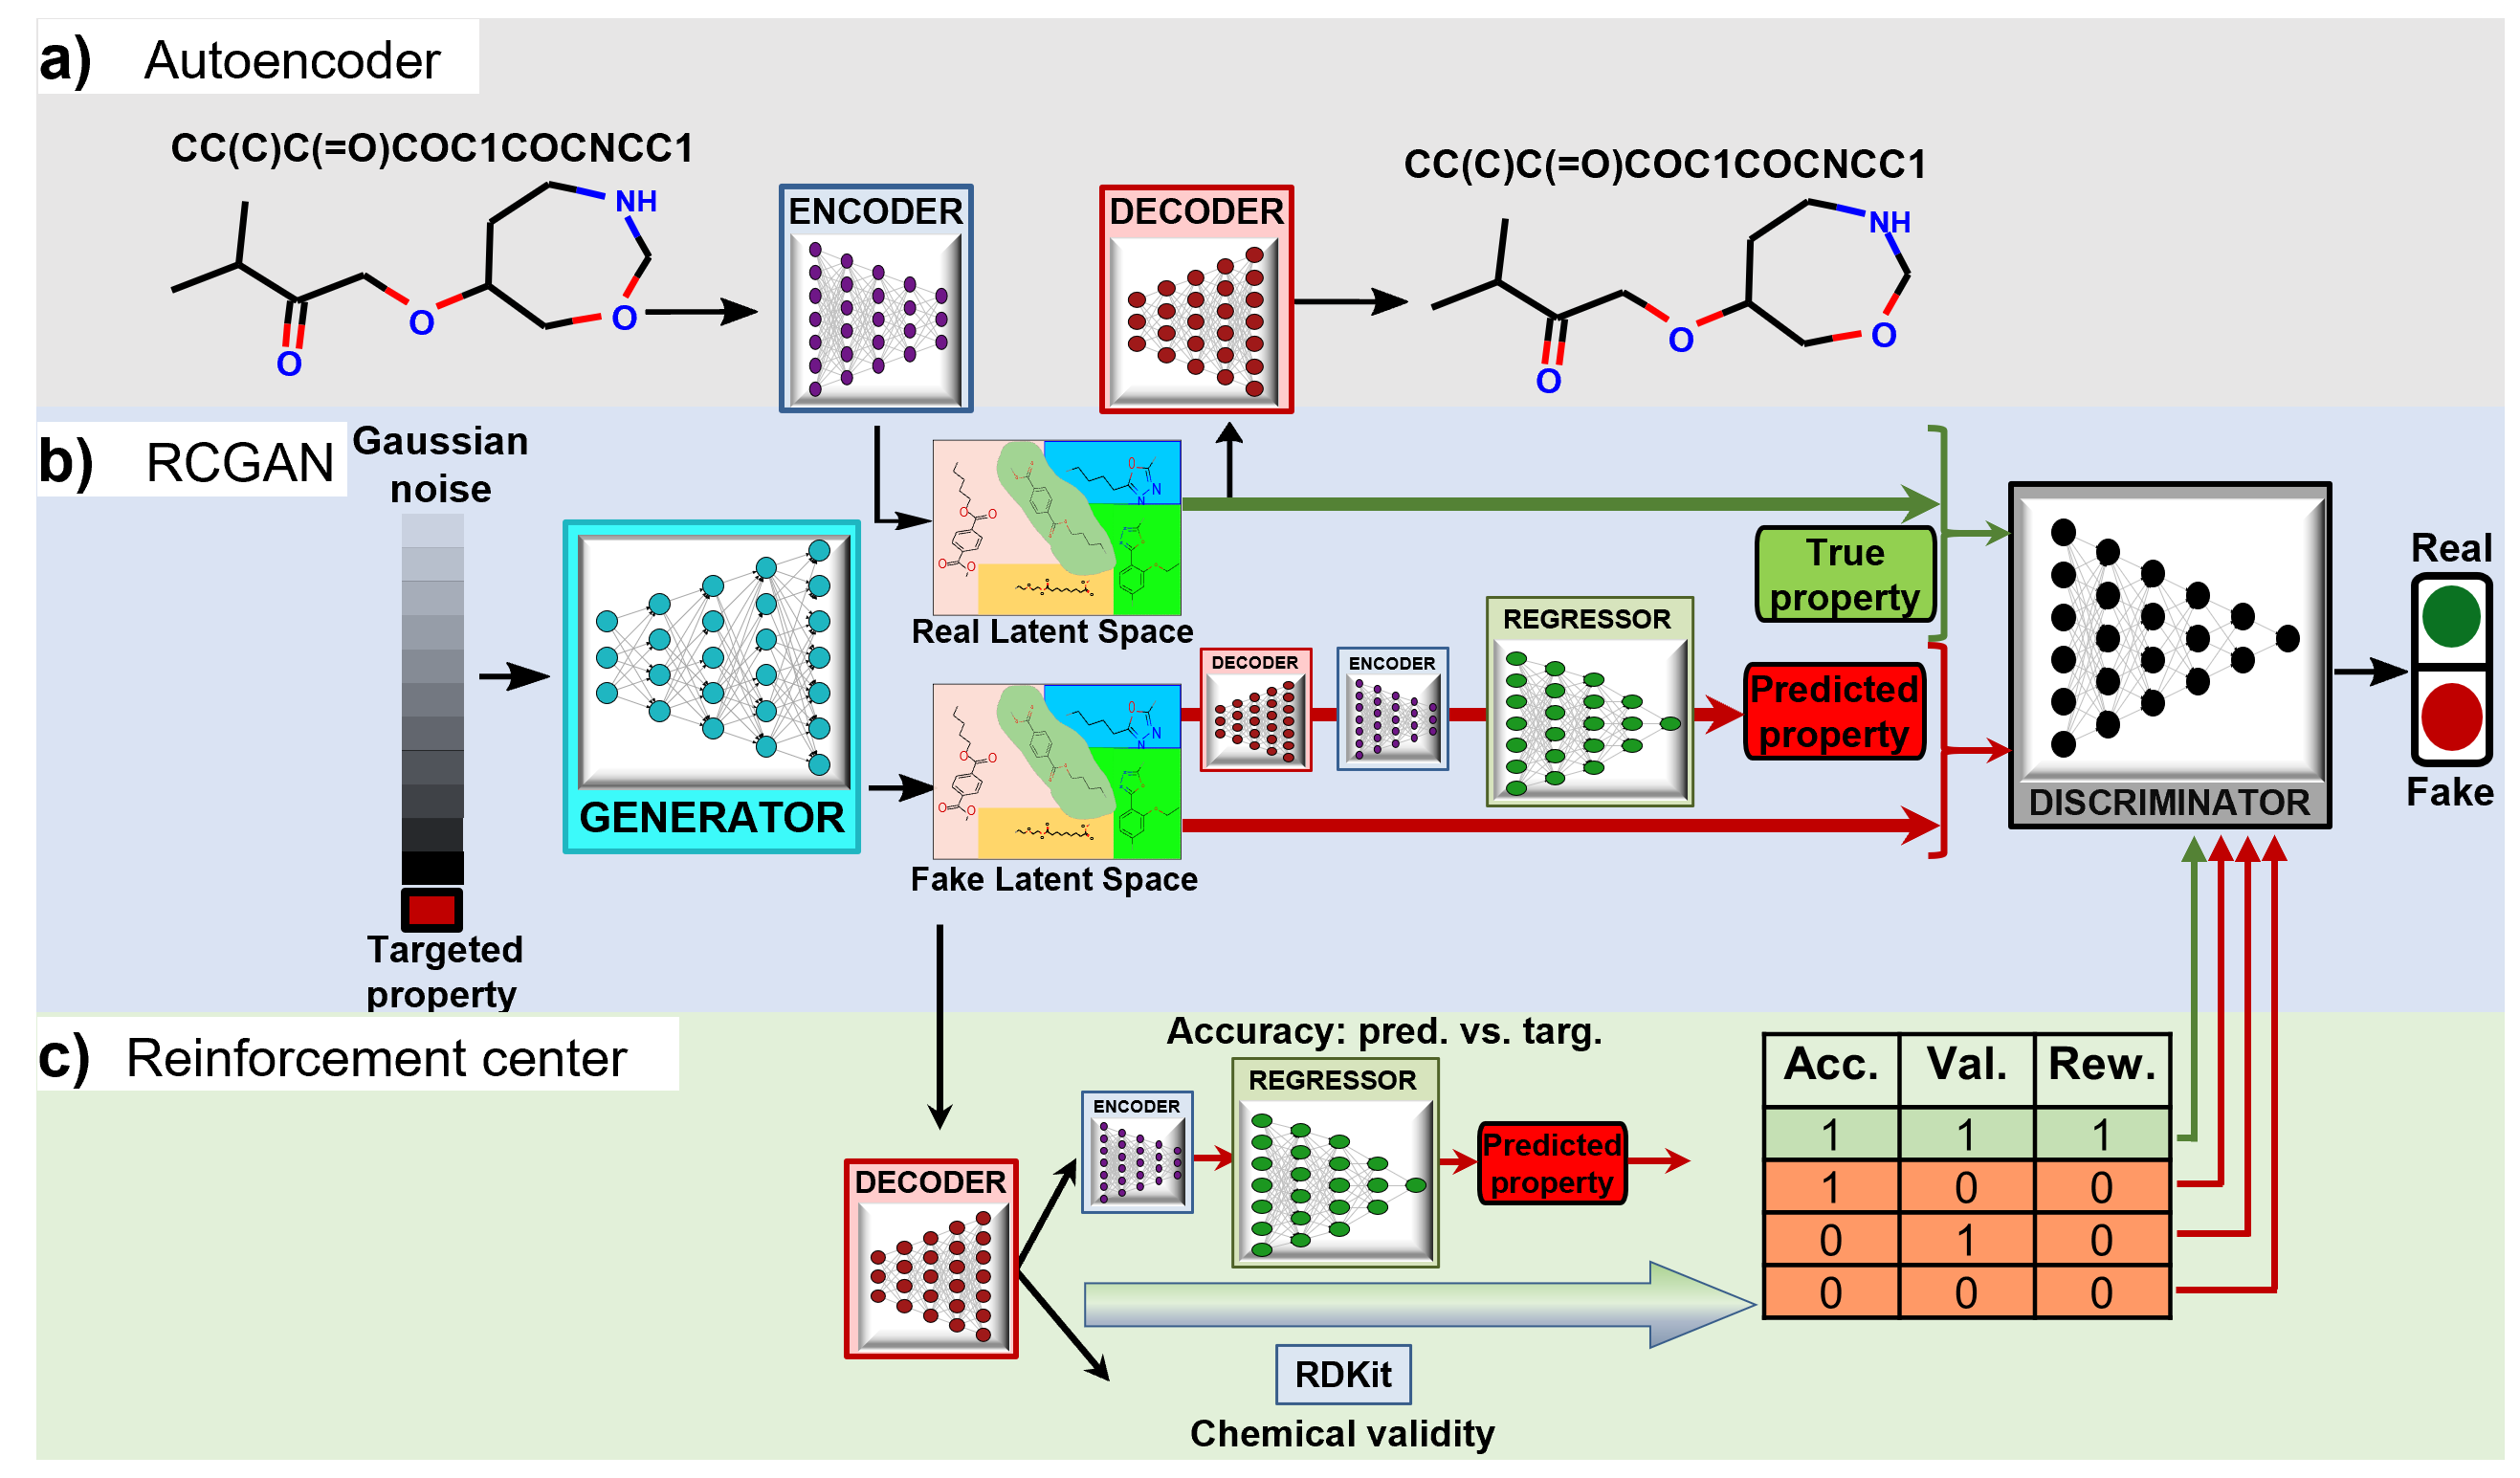 a) Autoencoder
CC(C)C(=O)COC1COCNCC1
CC(C)C(=O)COC1COCNCC1
NH
O
O
O
ENCODER
DECODER
NH
O
O
O
b) RCGAN
Gaussian
noise
Targeted
property
GENERATOR
Real Latent Space
Fake Latent Space
DECODER
ENCODER
REGRESSOR
True
property
Predicted
property
DISCRIMINATOR
Real
Fake
c) Reinforcement center
DECODER
Accuracy: pred. vs. targ.
ENCODER
REGRESSOR
Predicted
property
RDKit
Chemical validity
Acc. Val. Rew.
1 1 1
1 0 0
0 1 0
0 0 0